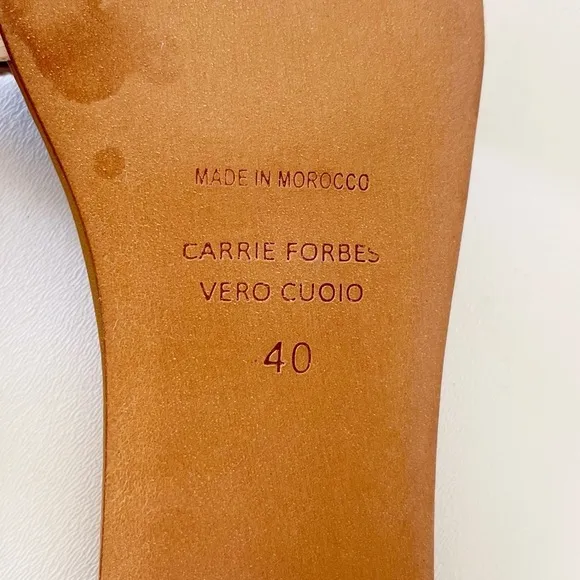 MADE IN MOROCCO
CARRIE FORBES
VERO CUOIO
40